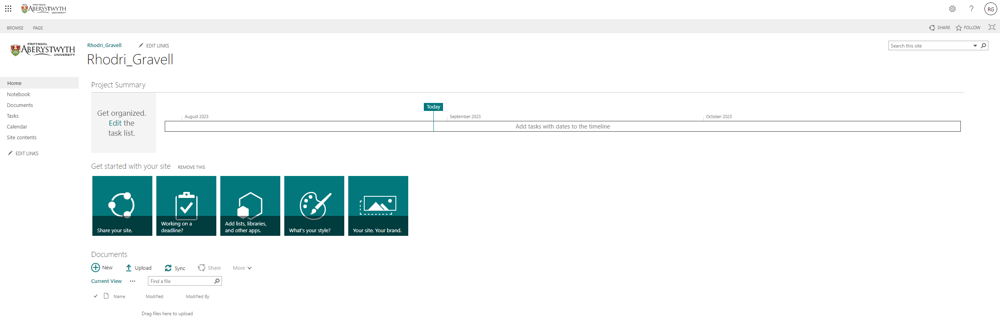 1872
PRIFYSGOL
ABERYSTWYTH
UNIVERSITY
RG
BROWSE PAGE
SHARE FOLLOW
PRIFYSGOL
ABERYSTWYTH
UNIVERSITY
Rhodri_Gravell EDIT LINKS
Rhodri_Gravell
Search this site
Home
Notebook
Documents
Tasks
Calendar
Site contents
EDIT LINKS
Project Summary
Get organized.
Edit the
task list.
Today
August 2023 September 2023 October 2023
Add tasks with dates to the timeline
Get started with your site REMOVE THIS
Share your site.
Working on a
deadline?
Add lists, libraries,
and other apps.
What's your style?
Your site. Your brand.
Documents
New Upload Sync Share More
Current View ••• Find a file
Name Modified Modified By
Drag files here to upload